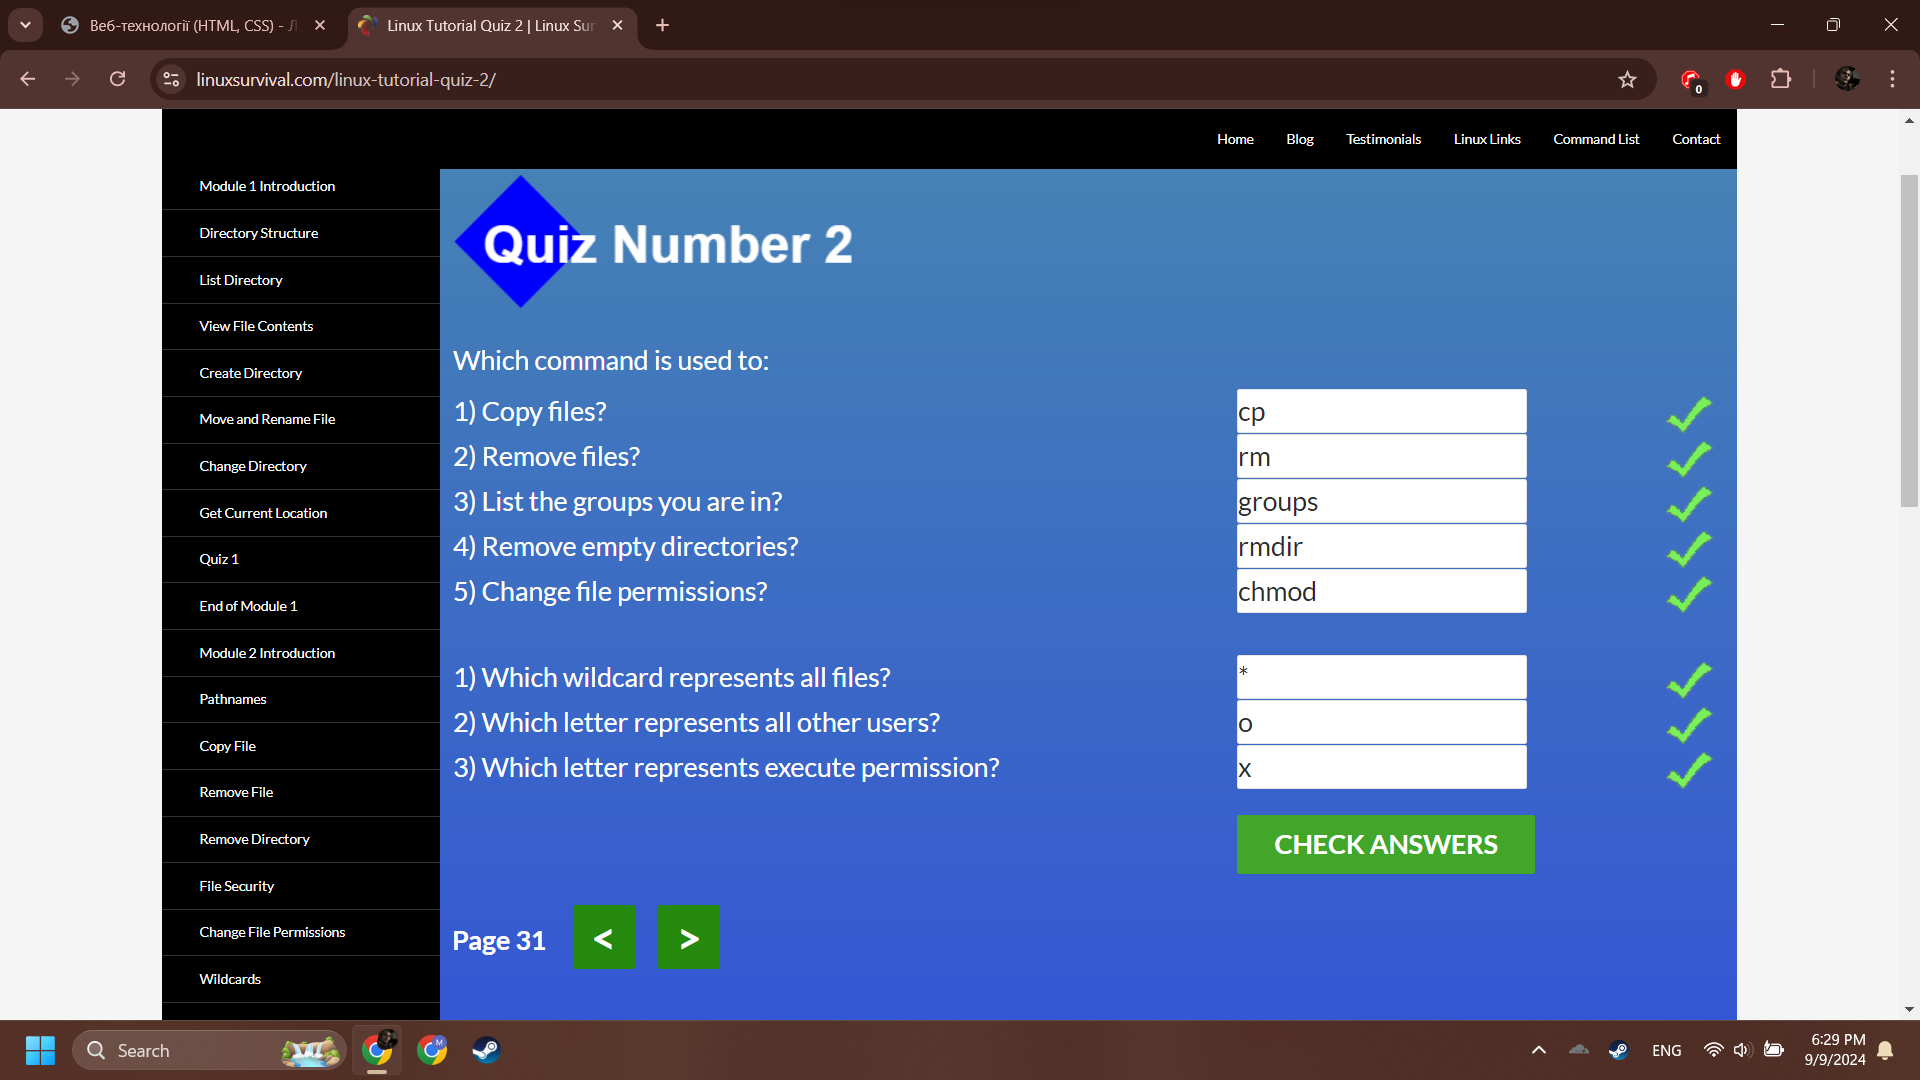 Веб-технології (HTML, CSS) - Л
Linux Tutorial Quiz 2 | Linux Sur
linuxsurvival.com/linux-tutorial-quiz-2/
0
Home
Blog
Testimonials
Linux Links
Command List
Contact
Module 1 Introduction
Directory Structure
List Directory
View File Contents
Create Directory
Move and Rename File
Change Directory
Get Current Location
Quiz 1
End of Module 1
Module 2 Introduction
Pathnames
Copy File
Remove File
Remove Directory
File Security
Change File Permissions
Wildcards
Quiz Number 2
Which command is used to:
1) Copy files? cp
2) Remove files? rm
3) List the groups you are in? groups
4) Remove empty directories? rmdir
5) Change file permissions? chmod
1) Which wildcard represents all files? *
2) Which letter represents all other users? o
3) Which letter represents execute permission? x
CHECK ANSWERS
Page 31 < >
Search
M
ENG
6:29 PM
9/9/2024